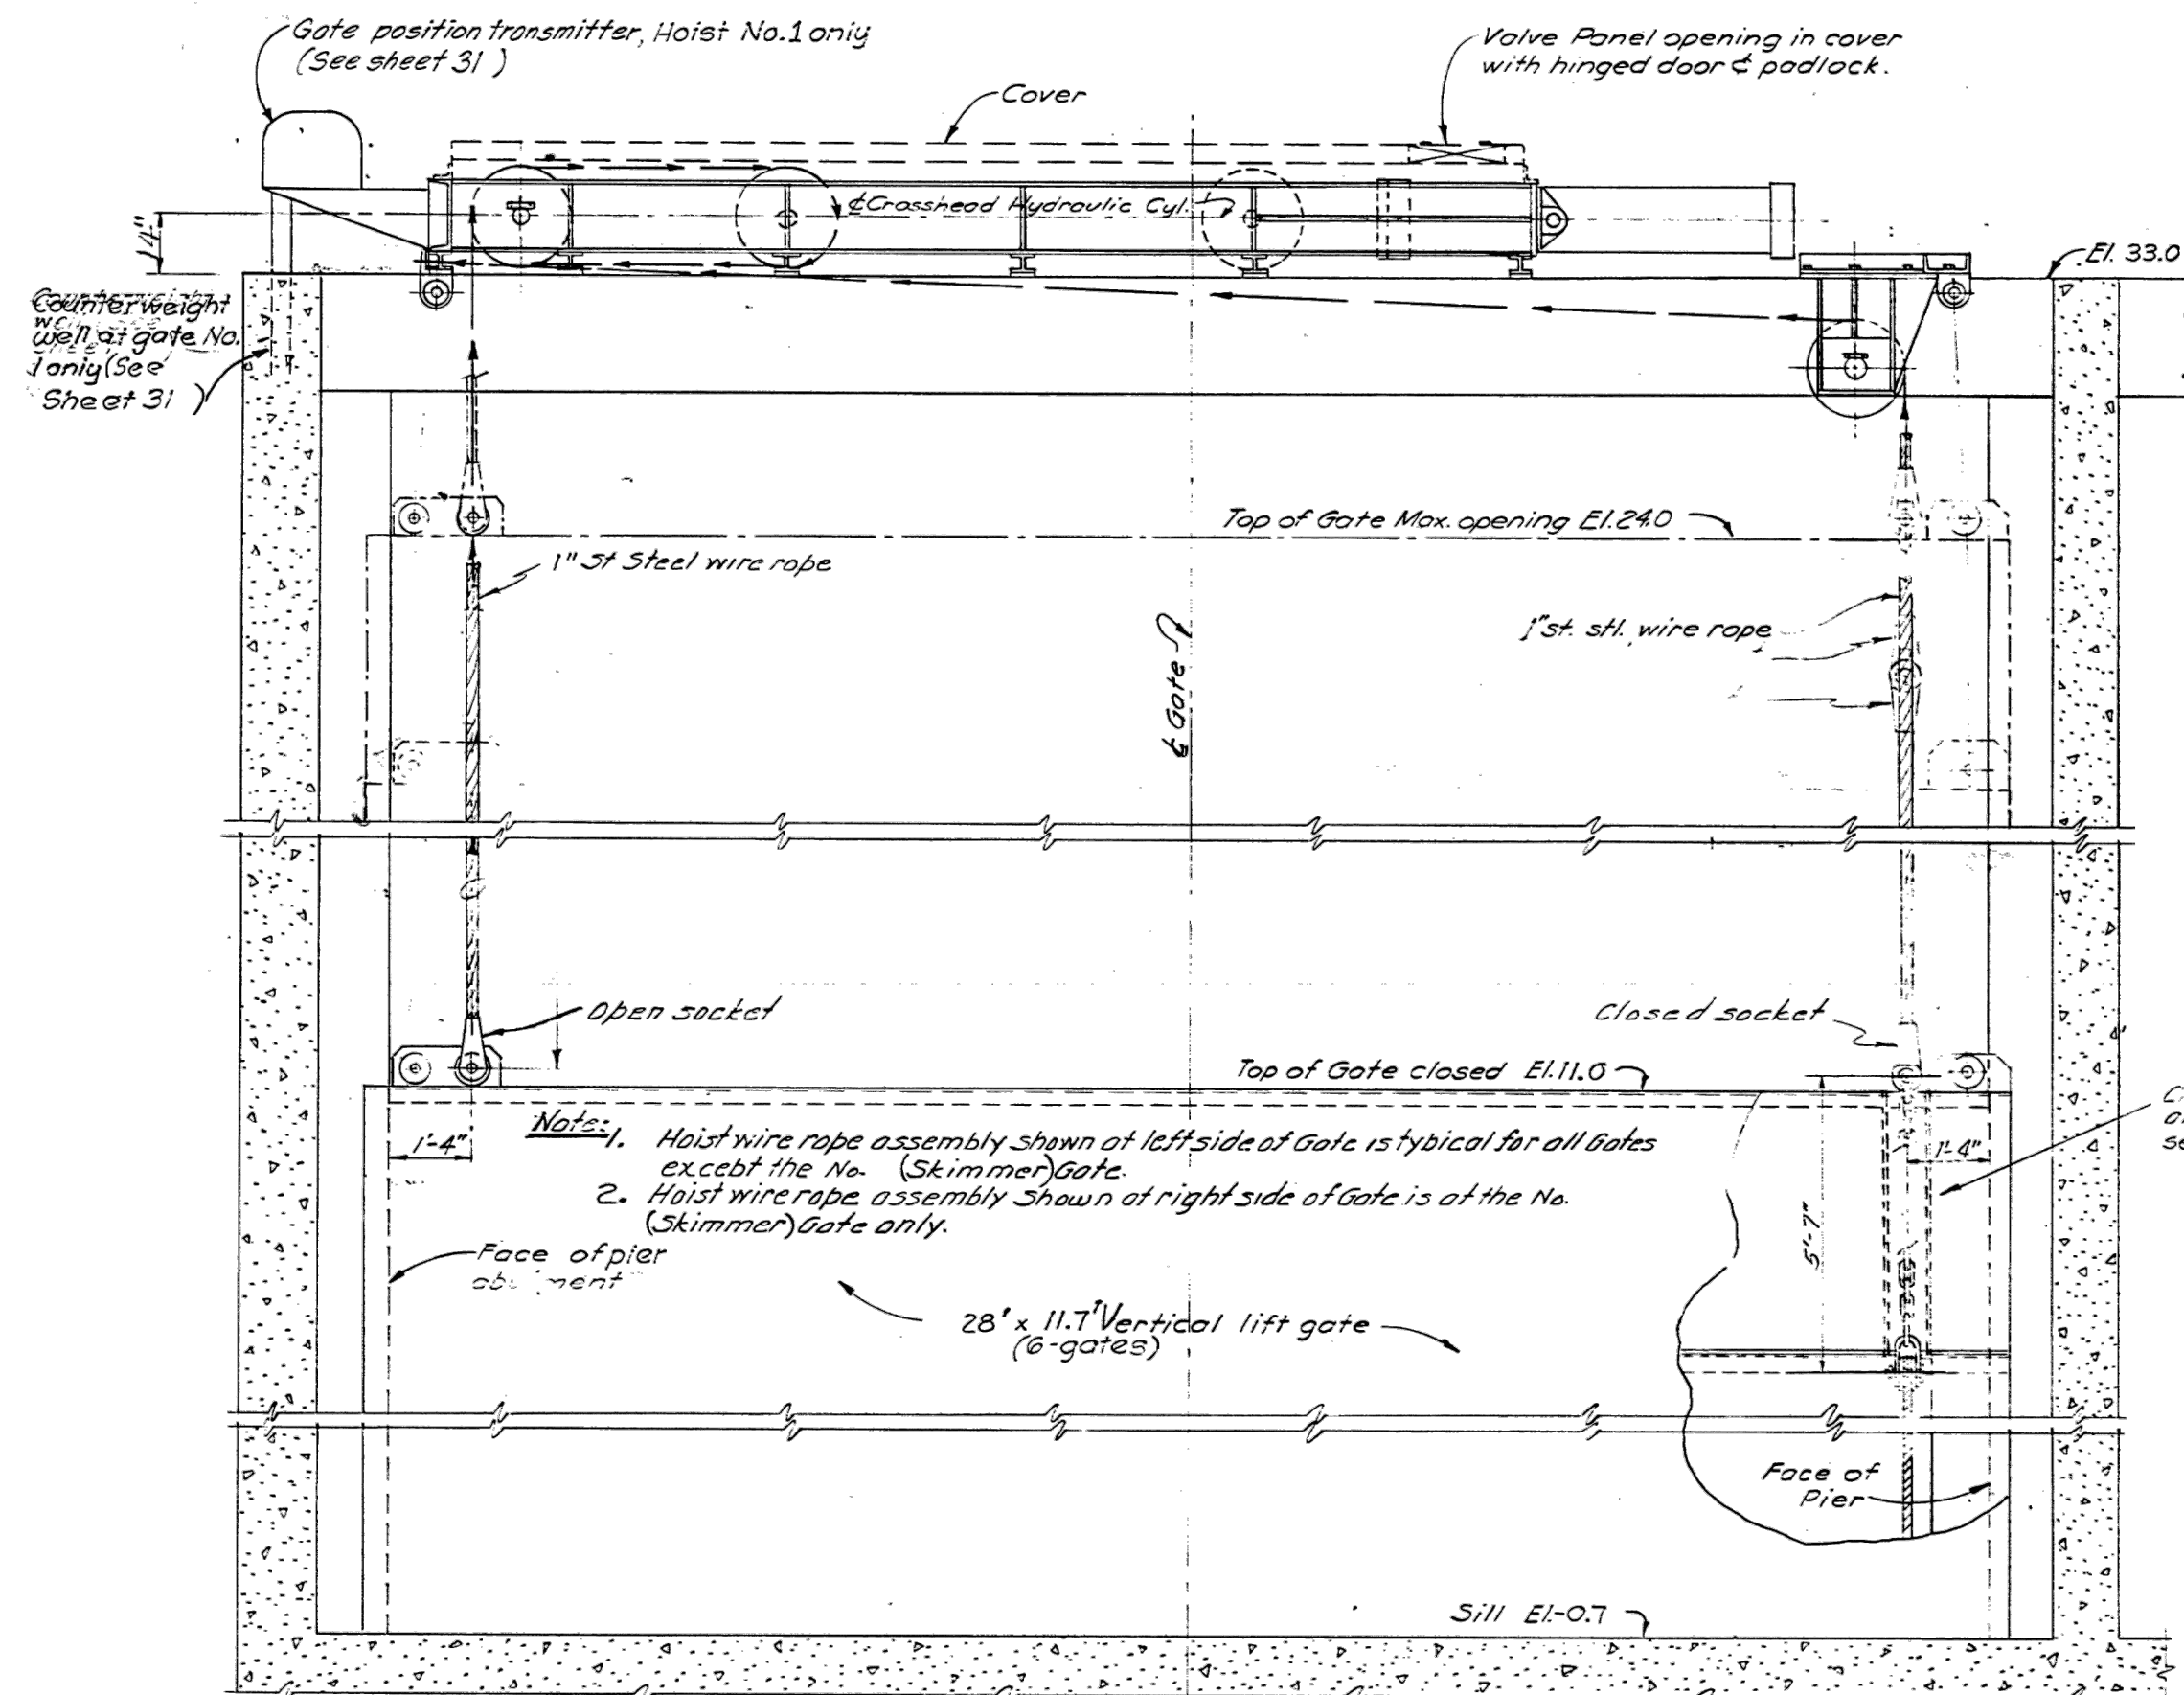 Gate position transmitter, Hoist No.1 only
(See sheet 31 )
Valve Panel opening in cover
with hinged door & padlock.
Cover
1'4"
℄ Crosshead Hydraulic Cyl.
El. 33.0
Counterweight
well at gate No.
1 only (See
Sheet 31 )
Top of Gate Max. opening El.24.0
1" St Steel wire rope
1" st. stl. wire rope
℄ Gate
Open socket
Closed socket
Top of Gate closed El.11.0
1'-4"
Note:
1. Hoist wire rope assembly shown at left side of Gate is typical for all Gates
except the No. (Skimmer) Gate.
2. Hoist wire rope assembly shown at right side of Gate is at the No.
(Skimmer) Gate only.
1'-4"
5'-7"
Face of pier
28' x 11.7' Vertical lift gate
(6-gates)
Face of
Pier
Sill El.-0.7